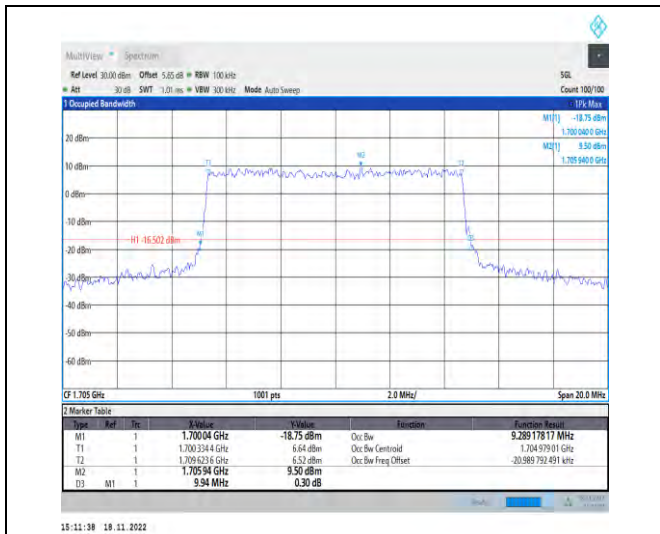 MultiView Spectrum
Ref Level 30.00 dBm Offset 5.65 dB RBW 100 kHz SGL
Att 30 dB SWT 1.01 ms VBW 300 kHz Mode Auto Sweep Count 100/100
1 Occupied Bandwidth 1Pk Max
M1[1] -18.75 dBm
1.700 040 0 GHz
M2[1] 9.50 dBm
1.705 940 0 GHz
20 dBm
T1 M2 T2
10 dBm
0 dBm
-10 dBm
M1
H1 -16.502 dBm
-20 dBm
-30 dBm
-40 dBm
-50 dBm
-60 dBm
CF 1.705 GHz 1001 pts 2.0 MHz/ Span 20.0 MHz
2 Marker Table
Type Ref Trc X-Value Y-Value Function Function Result
M1 1 1.700 04 GHz -18.75 dBm Occ Bw 9.289 178 17 MHz
T1 1 1.700 334 4 GHz 6.64 dBm Occ Bw Centroid 1.704 979 01 GHz
T2 1 1.709 623 6 GHz 6.52 dBm Occ Bw Freq Offset -20.989 792 491 kHz
M2 1 1.705 94 GHz 9.50 dBm
D3 M1 1 9.94 MHz 0.30 dB
15:11:38 18.11.2022